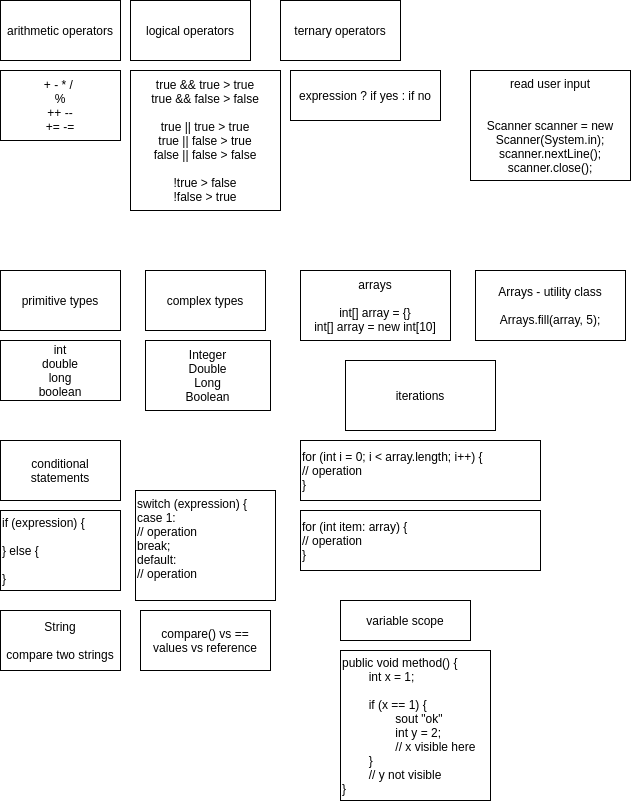 arithmetic operators
logical operators
ternary operators
+ - * /
%
++ --
+= -=
true && true > true
true && false > false
true || true > true
true || false > true
false || false > false
!true > false
!false > true
expression ? if yes : if no
read user input
Scanner scanner = new
Scanner(System.in);
scanner.nextLine();
scanner.close();
primitive types
complex types
arrays
int[] array = {}
int[] array = new int[10]
Arrays - utility class
Arrays.fill(array, 5);
int
double
long
boolean
Integer
Double
Long
Boolean
iterations
conditional
statements
for (int i = 0; i < array.length; i++) {
// operation
}
if (expression) {
} else {
}
switch (expression) {
case 1:
// operation
break;
default:
// operation
for (int item: array) {
// operation
}
String
compare two strings
compare() vs ==
values vs reference
variable scope
public void method() {
int x = 1;
if (x == 1) {
sout "ok"
int y = 2;
// x visible here
}
// y not visible
}